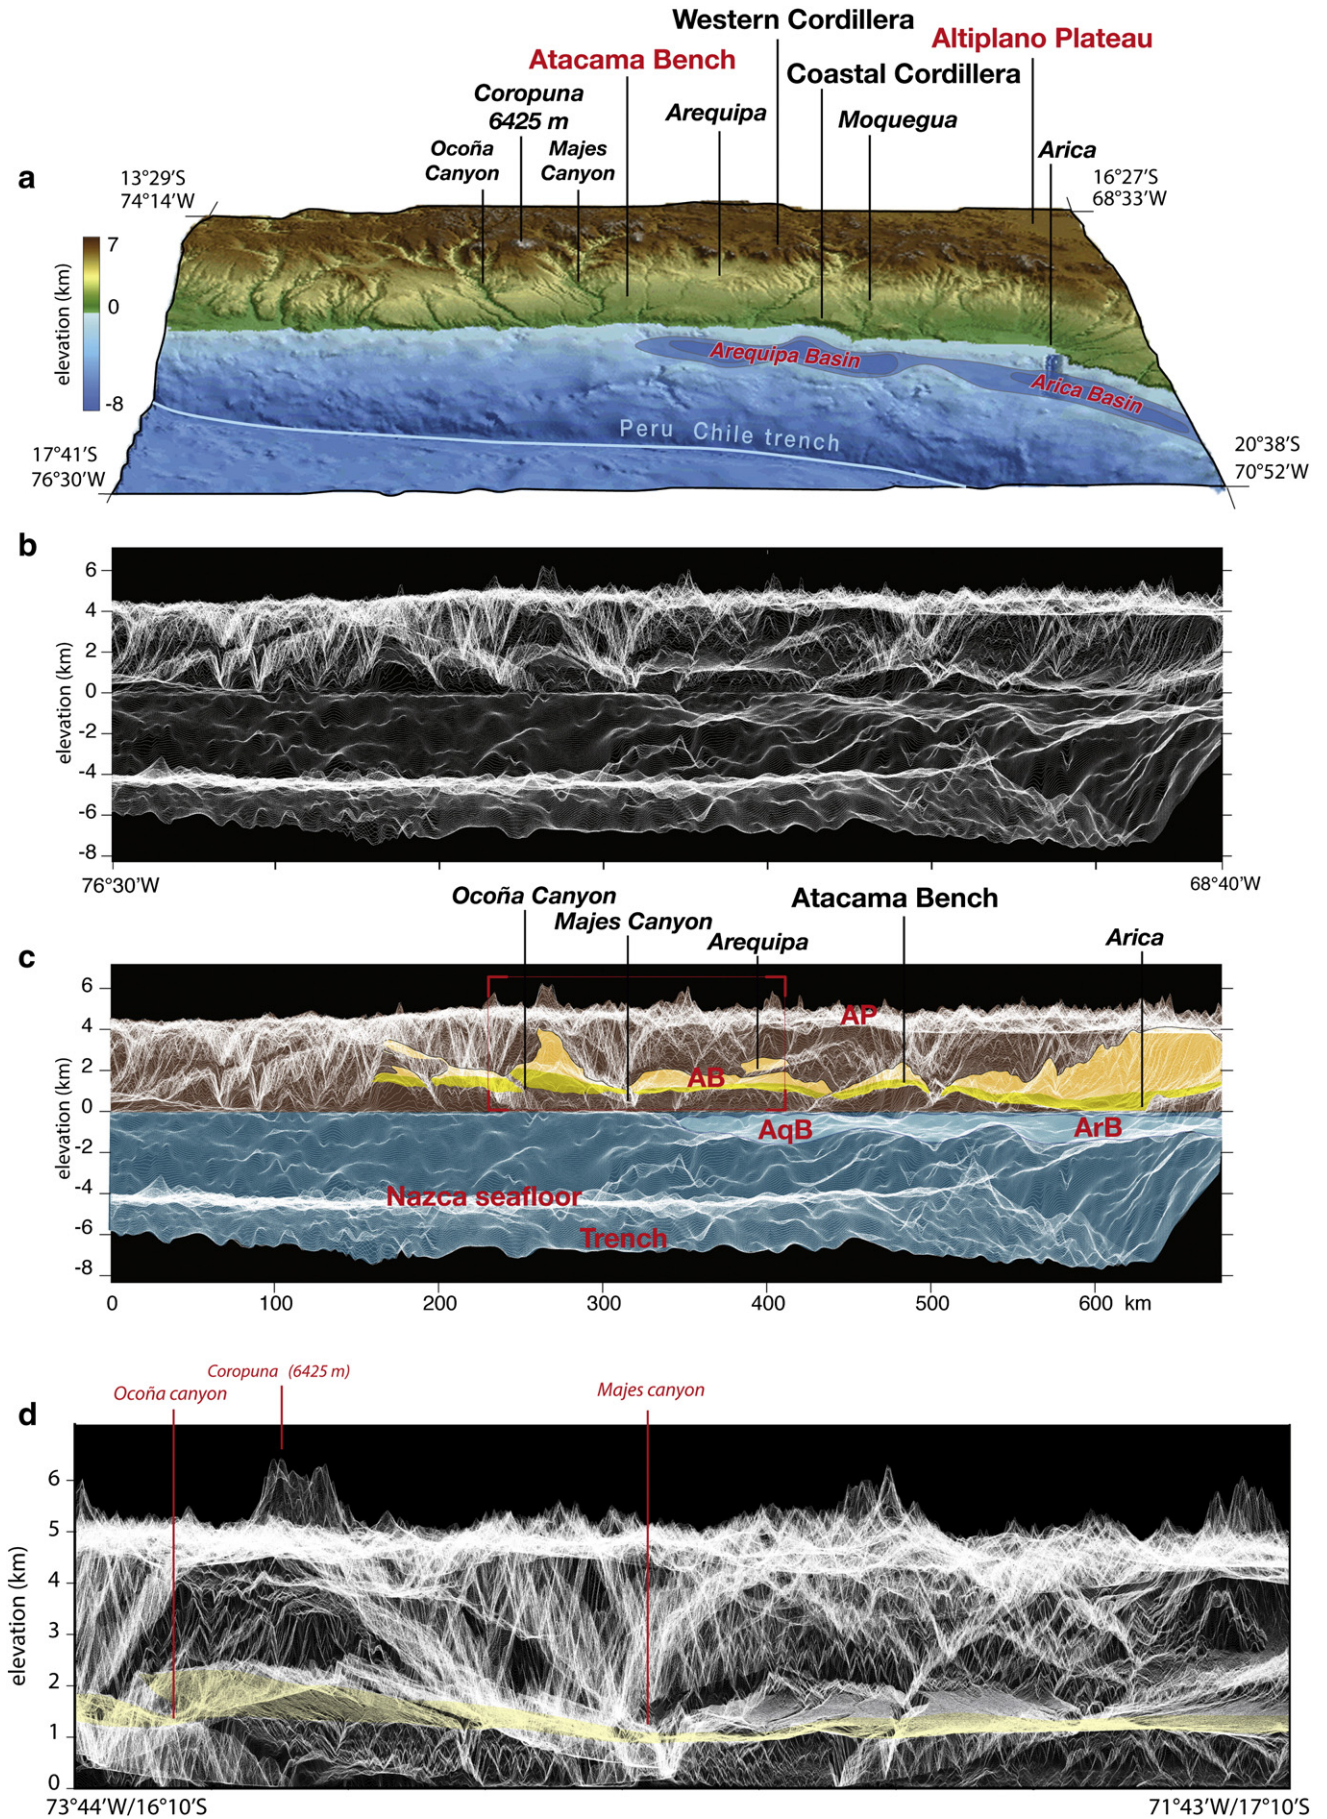 Western Cordillera
Altiplano Plateau
Atacama Bench
Coastal Cordillera
Coropuna
6425 m
Arequipa
Moquegua
Ocoña
Canyon
Majes
Canyon
Arica
a
13°29'S
74°14'W
16°27'S
68°33'W
elevation (km)
7
0
-8
Arequipa Basin
Arica Basin
Peru Chile trench
17°41'S
76°30'W
20°38'S
70°52'W
b
elevation (km)
6
4
2
0
-2
-4
-6
-8
76°30'W
68°40'W
Ocoña Canyon
Majes Canyon
Atacama Bench
Arequipa
Arica
c
elevation (km)
6
4
2
0
-2
-4
-6
-8
AP
AB
AqB
ArB
Nazca seafloor
Trench
0 100 200 300 400 500 600 km
Coropuna (6425 m)
Ocoña canyon
Majes canyon
d
elevation (km)
6
5
4
3
2
1
0
73°44'W/16°10'S
71°43'W/17°10'S